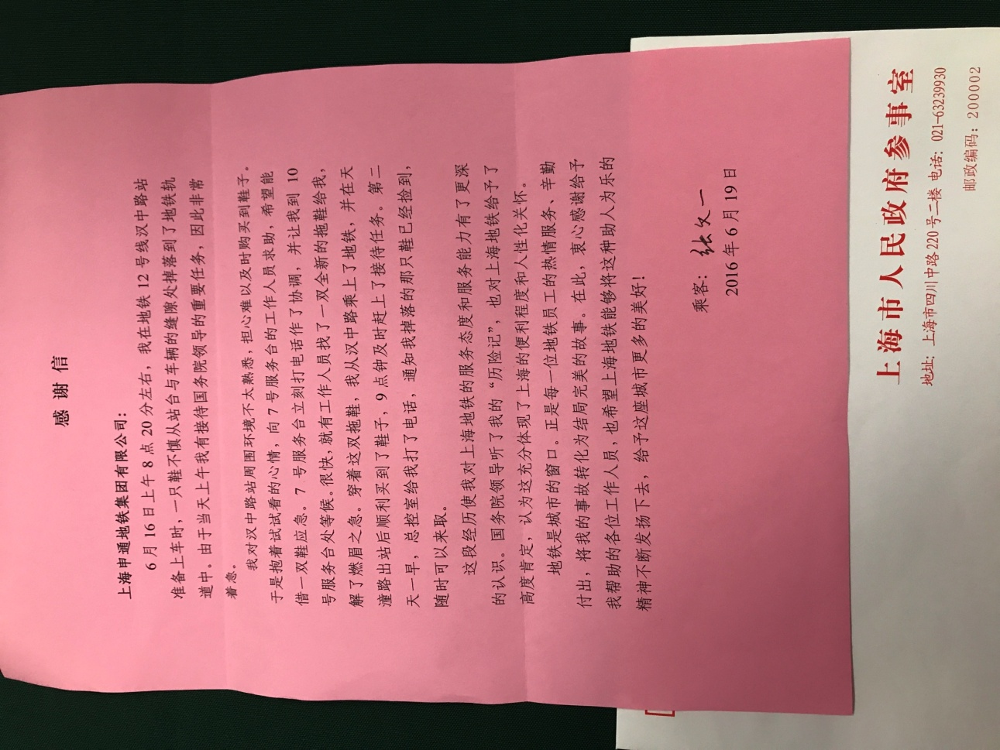 感 谢 信
上海申通地铁集团有限公司：
6 月 16 日上午 8 点 20 分左右，我在地铁 12 号线汉中路站
准备上车时，一只鞋不慎从站台与车辆的缝隙处掉落到了地铁轨
道中。由于当天上午我有接待国务院领导的重要任务，因此非常
着急。
我对汉中路站周围环境不太熟悉，担心难以及时购买到鞋子。
于是抱着试试看的心情，向 7 号服务台的工作人员求助，希望能
借一双鞋应急。7 号服务台立刻打电话作了协调，并让我到 10
号服务台处等候。很快，就有工作人员找了一双全新的拖鞋给我，
解了燃眉之急。穿着这双拖鞋，我从汉中路乘上了地铁，并在天
潼路出站后顺利买到了鞋子，9 点钟及时赶上了接待任务。第二
天一早，总控室给我打了电话，通知我掉落的那只鞋已经捡到，
随时可以来取。
这段经历使我对上海地铁的服务态度和服务能力有了更深
的认识。国务院领导听了我的“历险记”，也对上海地铁给予了
高度肯定，认为这充分体现了上海的便利程度和人性化关怀。
地铁是城市的窗口。正是每一位地铁员工的热情服务、辛勤
付出，将我的事故转化为结局完美的故事。在此，衷心感谢给予
我帮助的各位工作人员，也希望上海地铁能够将这种助人为乐的
精神不断发扬下去，给予这座城市更多的美好！
乘客：
2016 年 6 月 19 日
上海市人民政府参事室
地址：上海市四川中路 220 号二楼 电话：021-63239930
邮政编码：200002